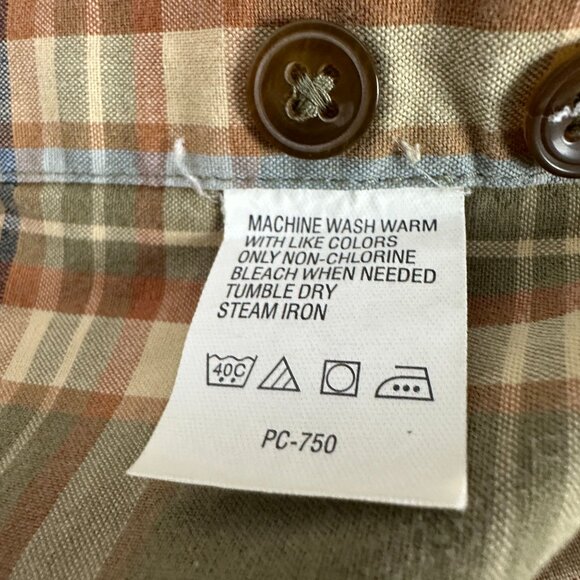 MACHINE WASH WARM
WITH LIKE COLORS
ONLY NON-CHLORINE
BLEACH WHEN NEEDED
TUMBLE DRY
STEAM IRON
40C
PC-750